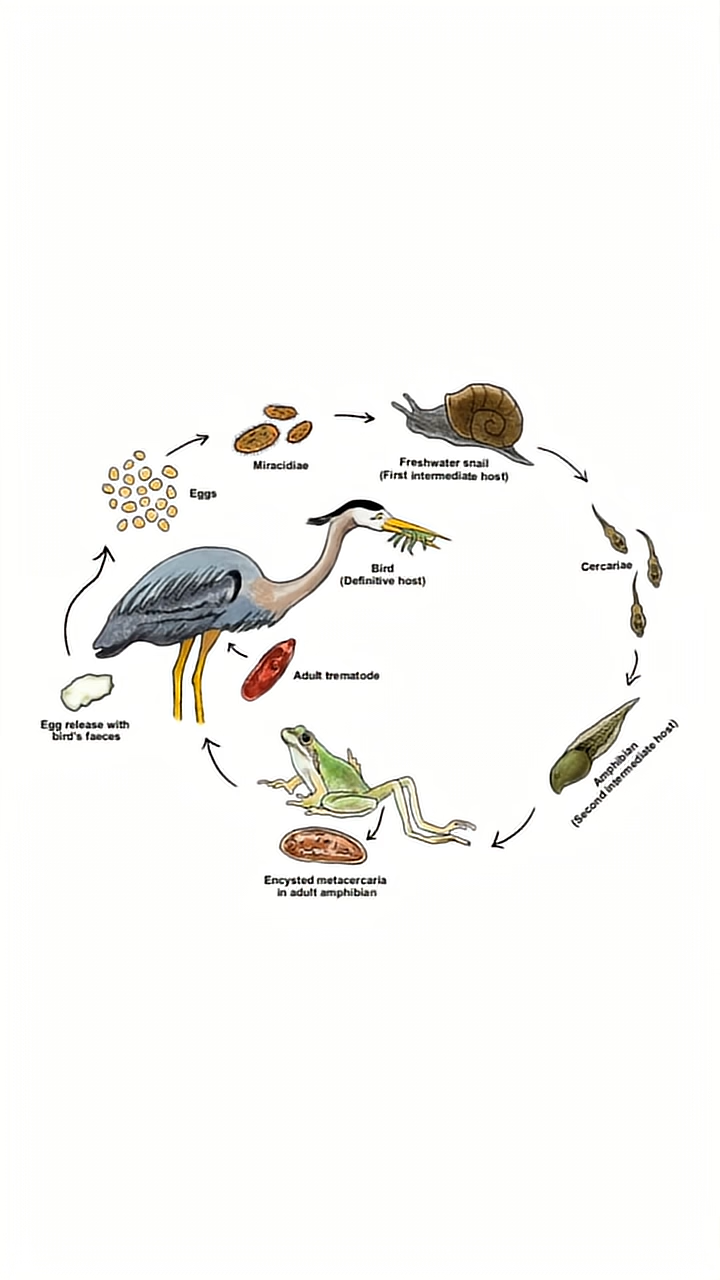 Miracidiae
Freshwater snail
(First intermediate host)
Eggs
Cercariae
Bird
(Definitive host)
Adult trematode
Egg release with
bird's faeces
Amphibian
(Second intermediate host)
Encysted metacercaria
in adult amphibian